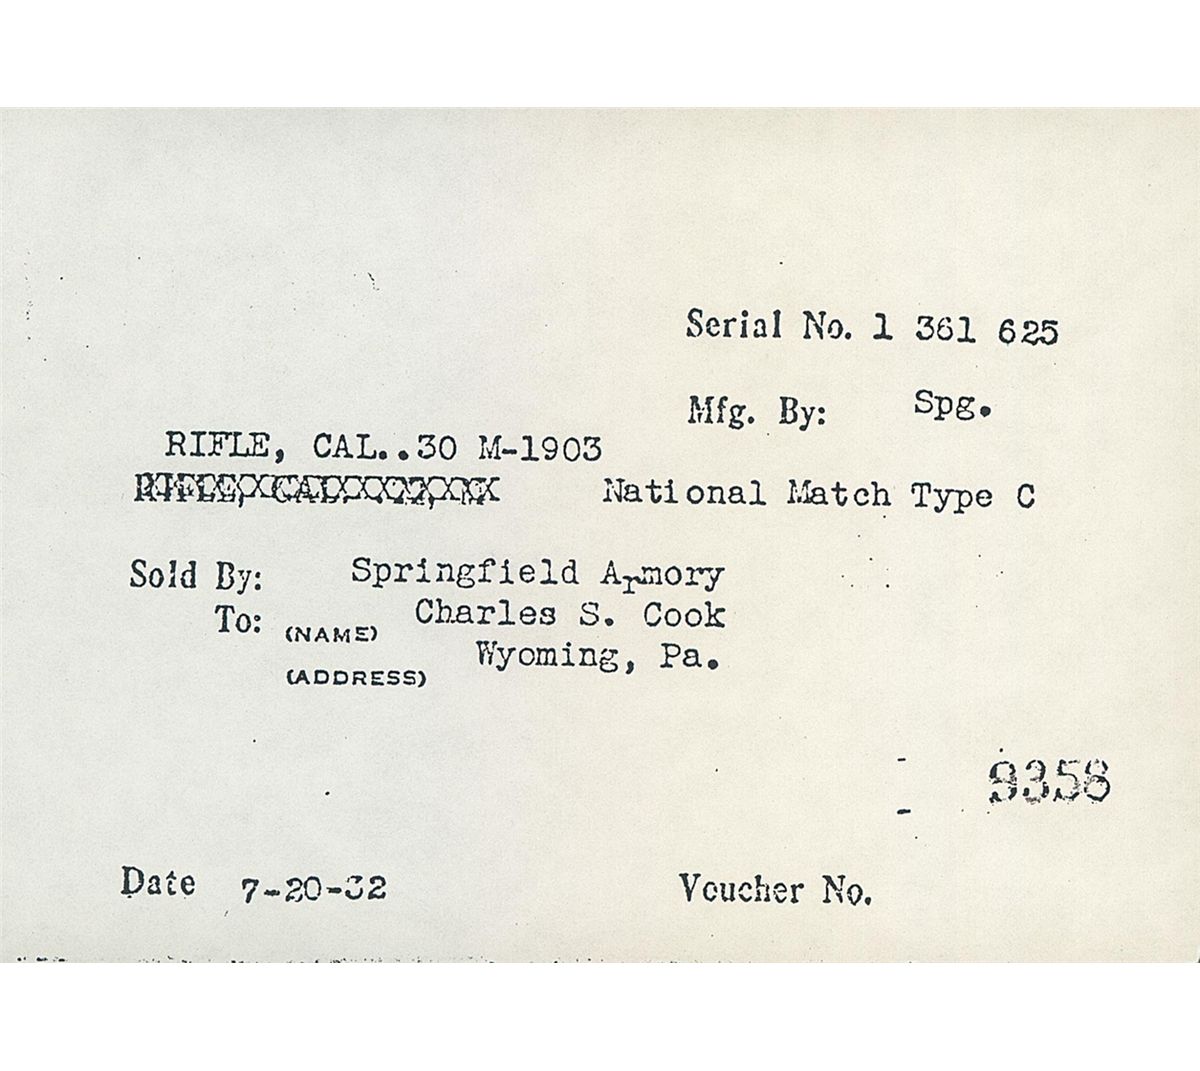 Serial No. 1 361 625
Mfg. By: Spg.
RIFLE, CAL..30 M-1903
National Match Type C
Sold By: Springfield Armory
To: (NAME) Charles S. Cook
(ADDRESS) Wyoming, Pa.
9358
Date 7-20-32
Voucher No.